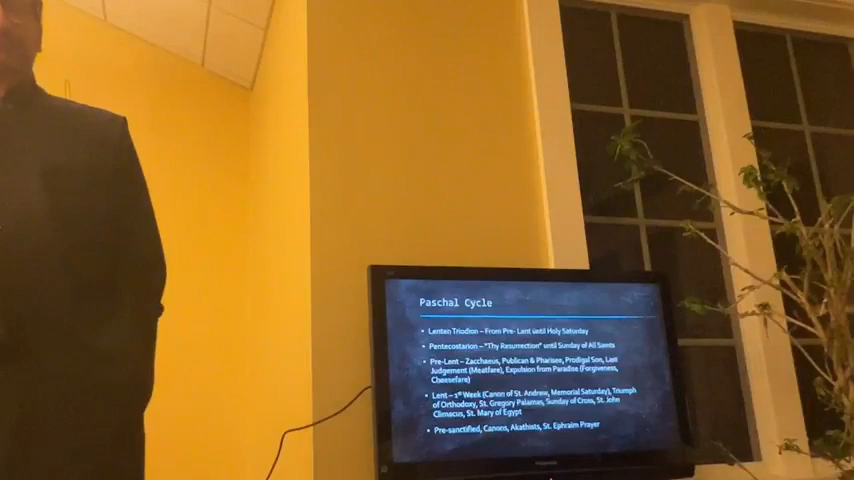 Paschal Cycle
• Lenten Triodion – From Pre- Lent until Holy Saturday
• Pentecostarion – "Thy Resurrection" until Sunday of All Saints
• Pre-Lent – Zacchaeus, Publican & Pharisee, Prodigal Son, Last
Judgement (Meatfare), Expulsion from Paradise (Forgiveness,
Cheesefare)
• Lent – 1st Week (Canon of St. Andrew, Memorial Saturday), Triumph
of Orthodoxy, St. Gregory Palamas, Sunday of Cross, St. John
Climacus, St. Mary of Egypt
• Pre-sanctified, Canons, Akathists, St. Ephraim Prayer